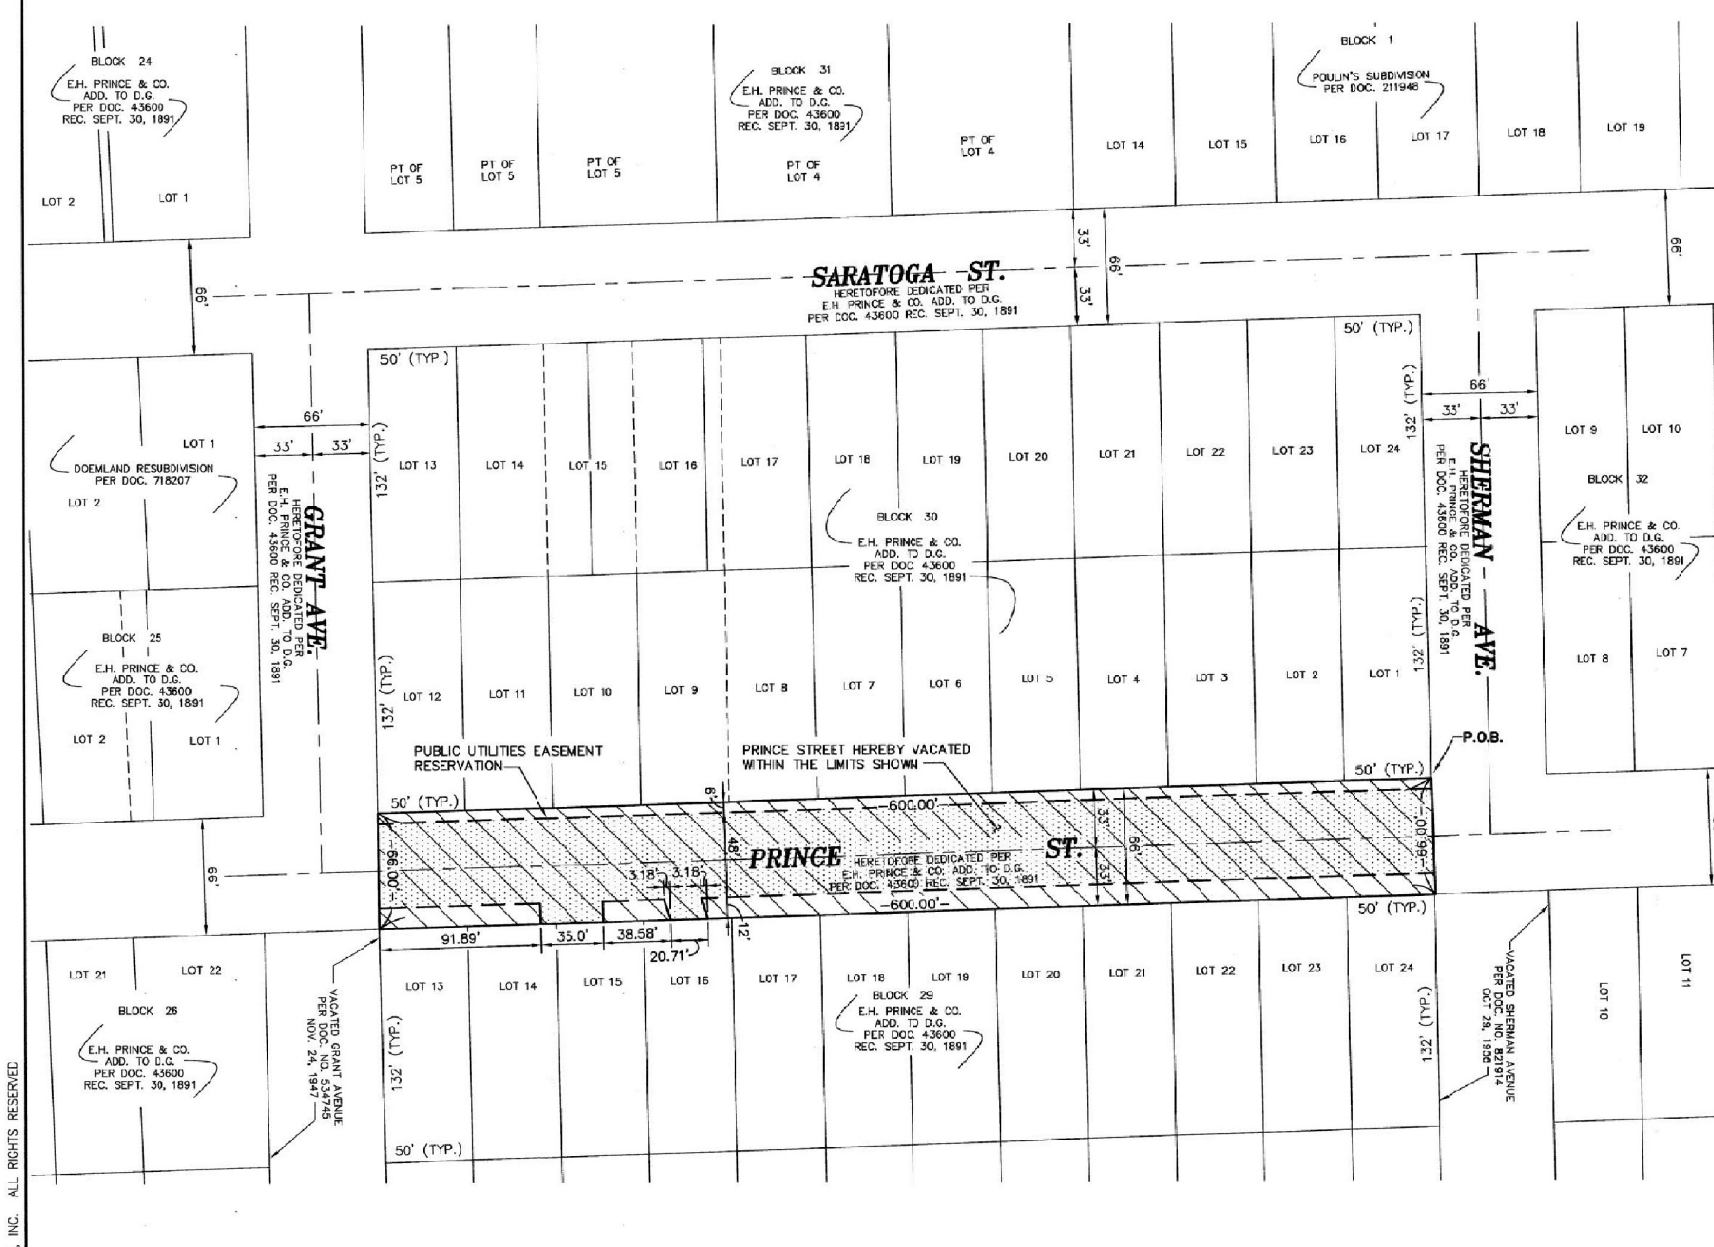 BLOCK 24
E.H. PRINCE & CO.
ADD. TO D.G.
PER DOC. 43600
REC. SEPT. 30, 1891
LOT 2
LOT 1
PT OF
LOT 5
PT OF
LOT 5
PT OF
LOT 5
BLOCK 31
E.H. PRINCE & CO.
ADD. TO D.G.
PER DOC. 43600
REC. SEPT. 30, 1891
PT OF
LOT 4
PT OF
LOT 4
BLOCK 1
POULIN'S SUBDIVISION
PER DOC. 211948
LOT 14
LOT 15
LOT 16
LOT 17
LOT 18
LOT 19
66'
SARATOGA ST.
HERETOFORE DEDICATED PER
E.H. PRINCE & CO. ADD. TO D.G.
PER DOC. 43600 REC. SEPT. 30, 1891
33'
33'
66'
66'
LOT 1
DOEMLAND RESUBDIVISION
PER DOC. 718207
LOT 2
66'
33'
33'
GRANT AVE.
HERETOFORE DEDICATED PER
E.H. PRINCE & CO. ADD. TO D.G.
PER DOC. 43600 REC. SEPT. 30, 1891
50' (TYP.)
50' (TYP.)
132' (TYP.)
132' (TYP.)
LOT 13
LOT 14
LOT 15
LOT 16
LOT 17
LOT 18
LOT 19
LOT 20
LOT 21
LOT 22
LOT 23
LOT 24
BLOCK 30
E.H. PRINCE & CO.
ADD. TO D.G.
PER DOC 43600
REC. SEPT. 30, 1891
132' (TYP.)
132' (TYP.)
LOT 12
LOT 11
LOT 10
LOT 9
LOT 8
LOT 7
LOT 6
LOT 5
LOT 4
LOT 3
LOT 2
LOT 1
66'
33'
33'
SHERMAN AVE.
HERETOFORE DEDICATED PER
E.H. PRINCE & CO. ADD. TO D.G.
PER DOC. 43600 REC. SEPT. 30, 1891
LOT 9
LOT 10
BLOCK 32
E.H. PRINCE & CO.
ADD. TO D.G.
PER DOC. 43600
REC. SEPT. 30, 1891
LOT 8
LOT 7
BLOCK 25
E.H. PRINCE & CO.
ADD. TO D.G.
PER DOC. 43600
REC. SEPT. 30, 1891
LOT 2
LOT 1
PUBLIC UTILITIES EASEMENT
RESERVATION
PRINCE STREET HEREBY VACATED
WITHIN THE LIMITS SHOWN
P.O.B.
50' (TYP.)
50' (TYP.)
600.00'
66'
66.00'
48'
PRINCE ST.
HERETOFORE DEDICATED PER
E.H. PRINCE & CO. ADD. TO D.G.
PER DOC. 43600 REC. SEPT. 30, 1891
33'
33'
66'
66.00'
3.18'
3.18'
600.00'
12'
91.89'
35.0'
38.58'
20.71'
50' (TYP.)
LOT 21
LOT 22
BLOCK 26
E.H. PRINCE & CO.
ADD. TO D.G.
PER DOC. 43600
REC. SEPT. 30, 1891
VACATED GRANT AVENUE
PER DOC. NO. 534745
NOV. 24, 1947
LOT 13
LOT 14
LOT 15
LOT 16
LOT 17
LOT 18
LOT 19
LOT 20
LOT 21
LOT 22
LOT 23
LOT 24
BLOCK 29
E.H. PRINCE & CO.
ADD. TO D.G.
PER DOC. 43600
REC. SEPT. 30, 1891
132' (TYP.)
132' (TYP.)
50' (TYP.)
VACATED SHERMAN AVENUE
PER DOC. NO. 821914
OCT 29,
LOT 10
LOT 11
INC. ALL RIGHTS RESERVED